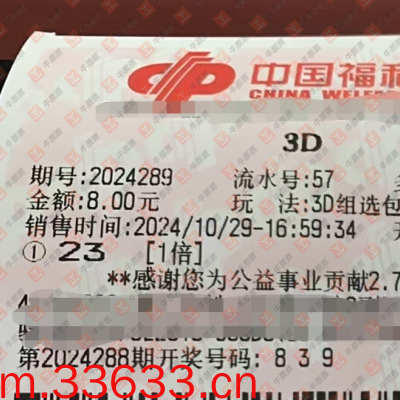 中国福利
CHINA WELFA
3D
期号:2024289 流水号:57
金额:8.00元 玩 法:3D组选包
销售时间:2024/10/29-16:59:34
① 23 [1倍]
**感谢您为公益事业贡献2.7
第2024288期开奖号码: 8 3 9
m.33633.cn